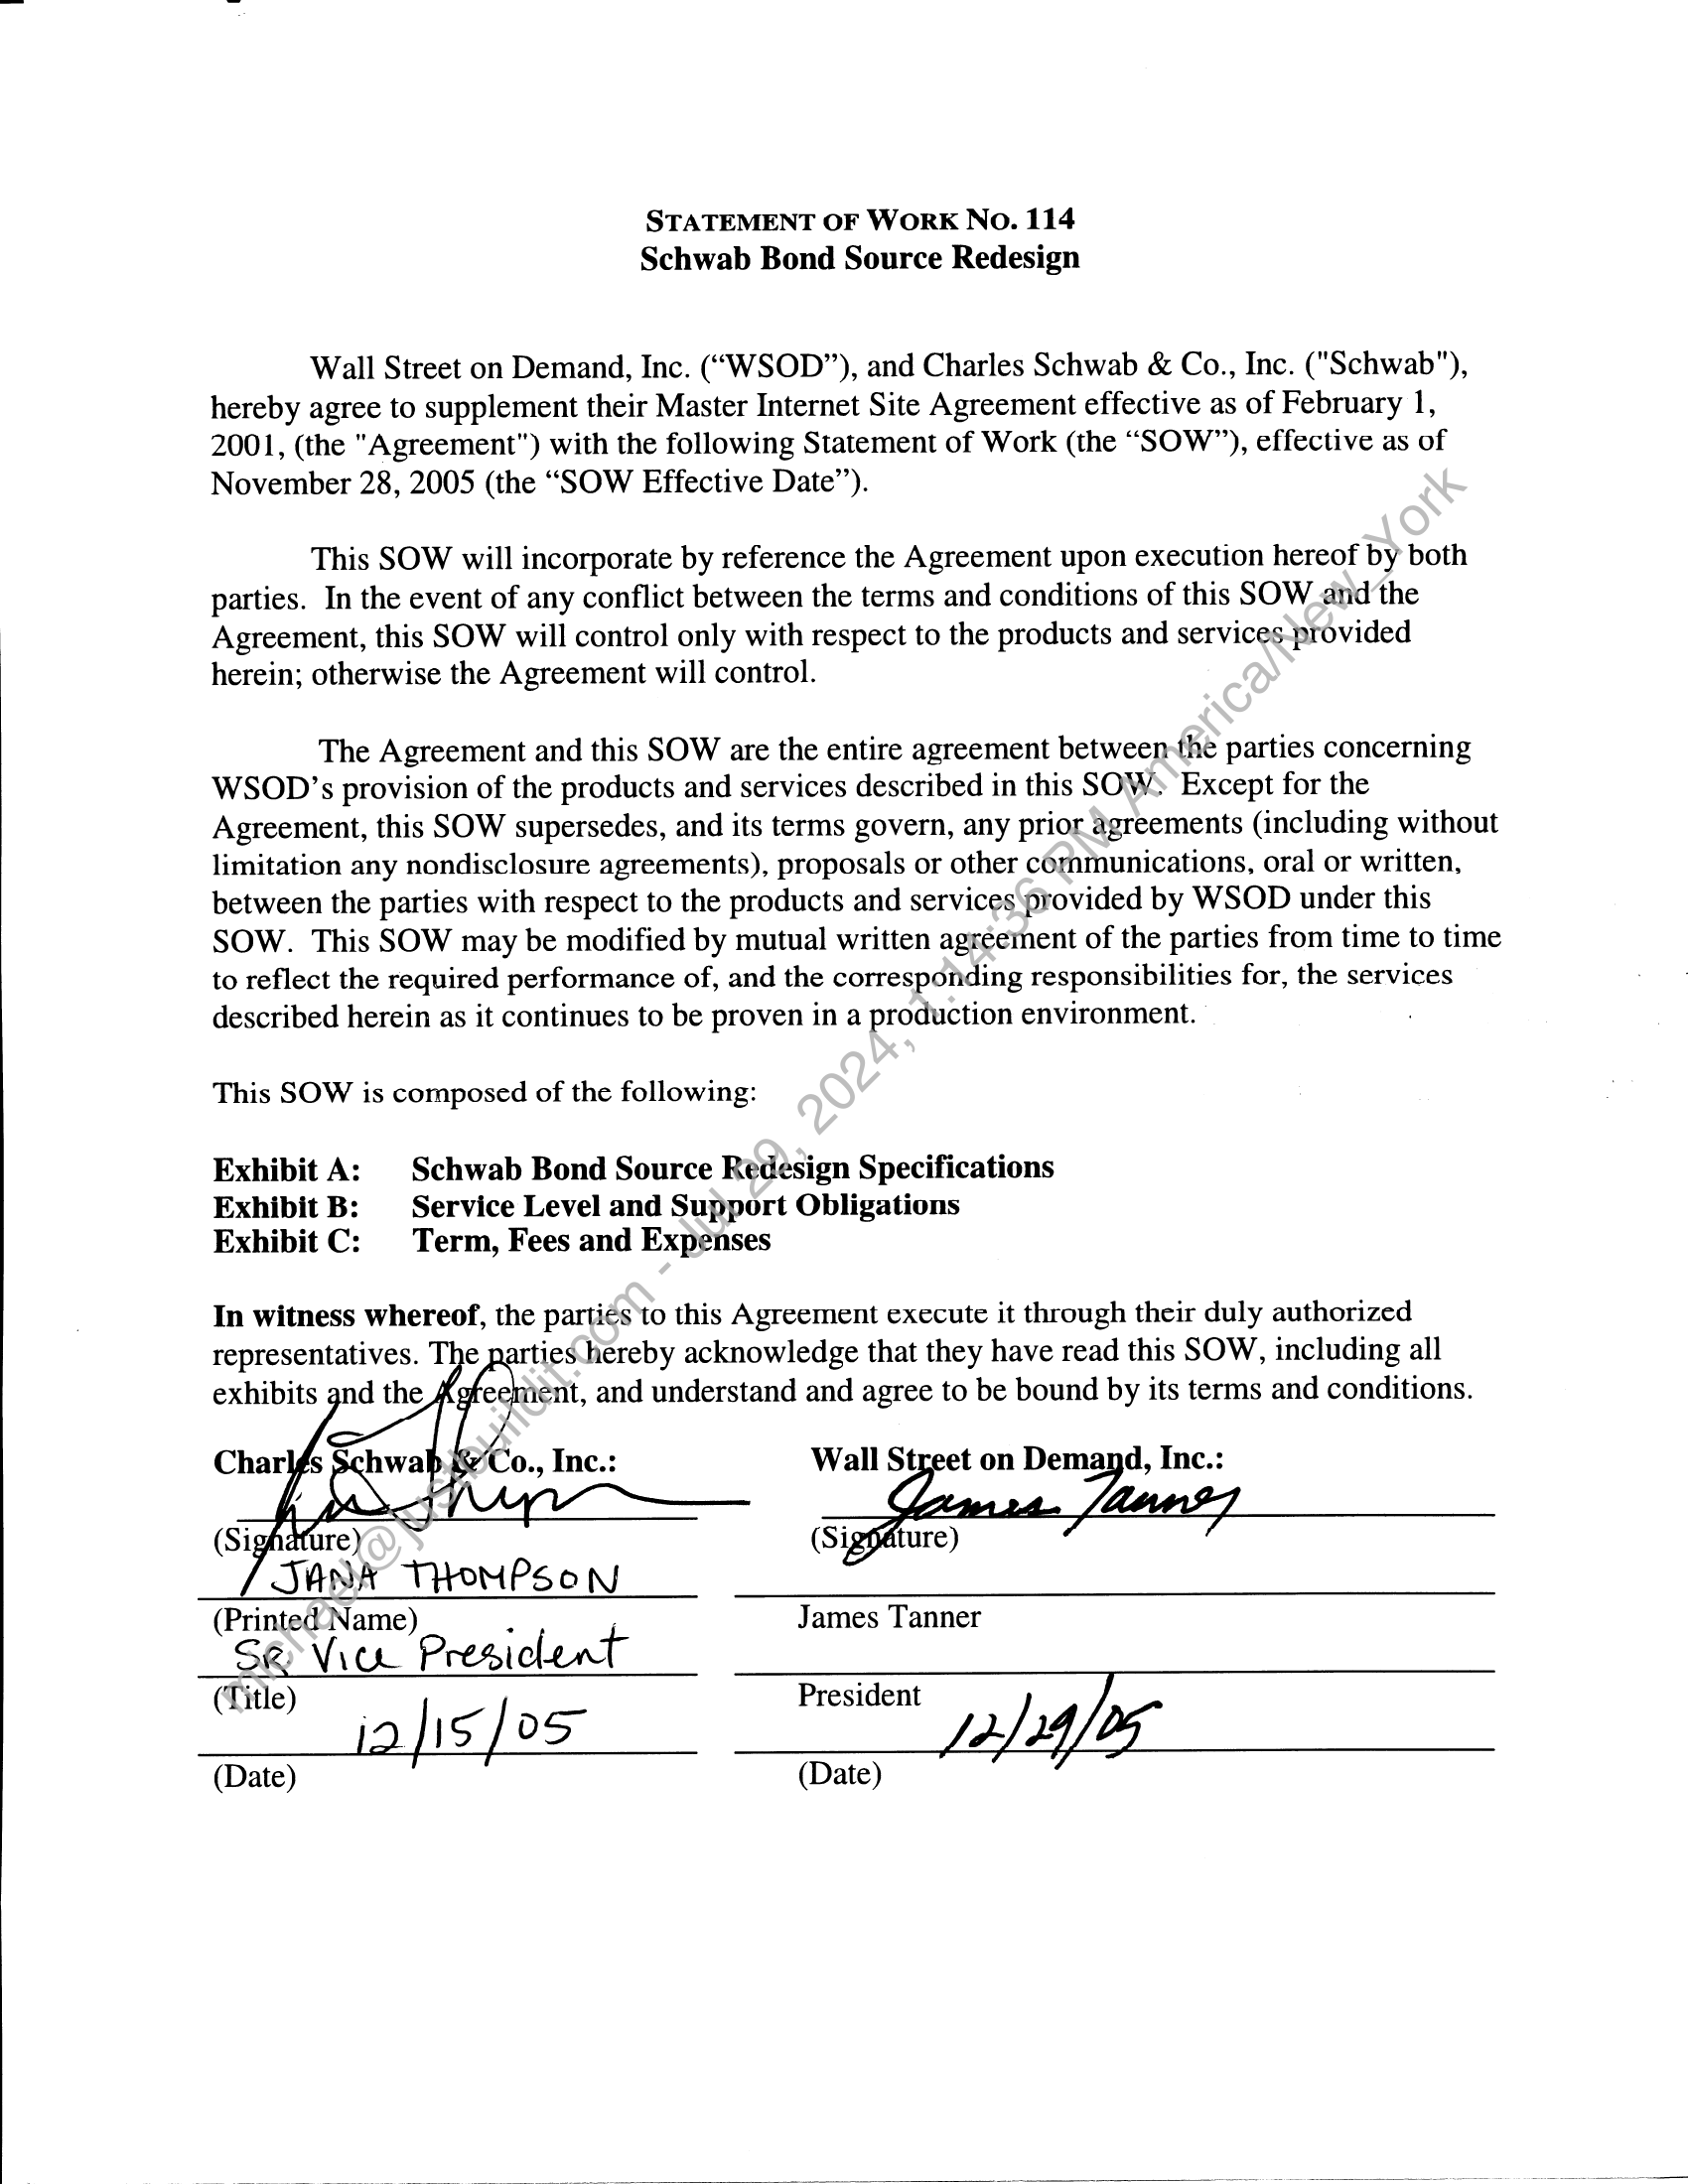 STATEMENT OF WORK NO. 114
Schwab Bond Source Redesign
Wall Street on Demand, Inc. (“WSOD”), and Charles Schwab & Co., Inc. ("Schwab"),
hereby agree to supplement their Master Internet Site Agreement effective as of February 1,
2001, (the "Agreement") with the following Statement of Work (the “SOW”), effective as of
November 28, 2005 (the “SOW Effective Date”).
This SOW will incorporate by reference the Agreement upon execution hereof by both
parties. In the event of any conflict between the terms and conditions of this SOW and the
Agreement, this SOW will control only with respect to the products and services provided
herein; otherwise the Agreement will control.
The Agreement and this SOW are the entire agreement between the parties concerning
WSOD’s provision of the products and services described in this SOW. Except for the
Agreement, this SOW supersedes, and its terms govern, any prior agreements (including without
limitation any nondisclosure agreements), proposals or other communications, oral or written,
between the parties with respect to the products and services provided by WSOD under this
SOW. This SOW may be modified by mutual written agreement of the parties from time to time
to reflect the required performance of, and the corresponding responsibilities for, the services
described herein as it continues to be proven in a production environment.
This SOW is composed of the following:
Exhibit A: Schwab Bond Source Redesign Specifications
Exhibit B: Service Level and Support Obligations
Exhibit C: Term, Fees and Expenses
In witness whereof, the parties to this Agreement execute it through their duly authorized
representatives. The parties hereby acknowledge that they have read this SOW, including all
exhibits and the Agreement, and understand and agree to be bound by its terms and conditions.
Charles Schwab & Co., Inc.: Wall Street on Demand, Inc.:
James Tanner
(Signature) (Signature)
JANA THOMPSON
(Printed Name) James Tanner
SR Vice President
(Title) President
12/15/05 12/29/05
(Date) (Date)
michael@justbuildit.com - Jul 29, 2024, 1:14:36 PM America/New_York